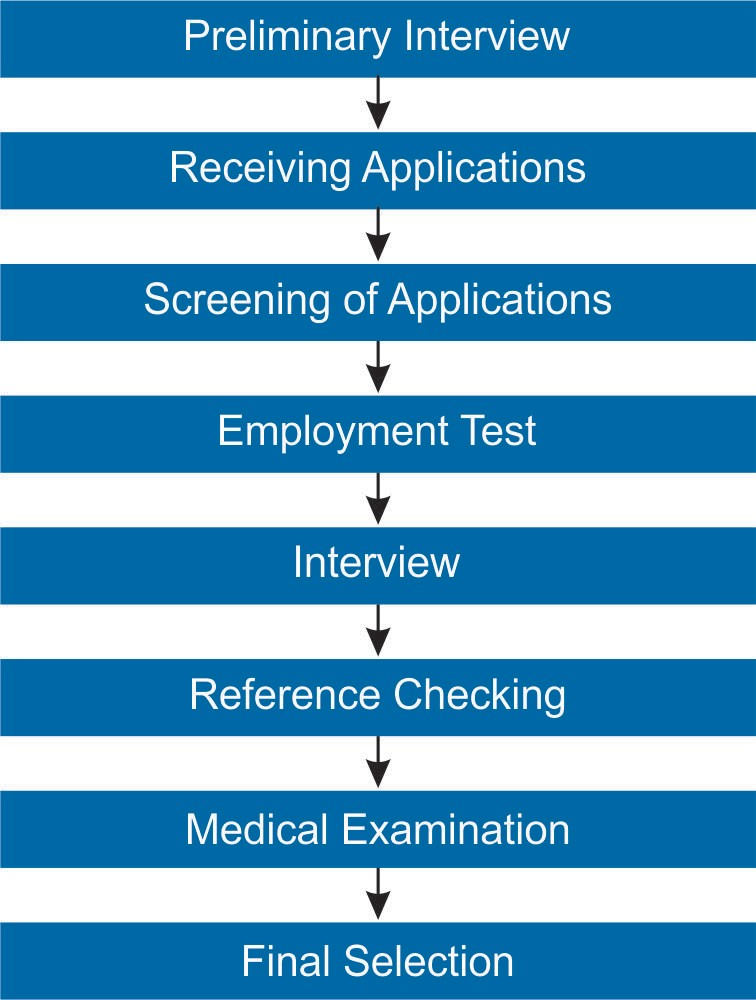 Preliminary Interview
Receiving Applications
Screening of Applications
Employment Test
Interview
Reference Checking
Medical Examination
Final Selection